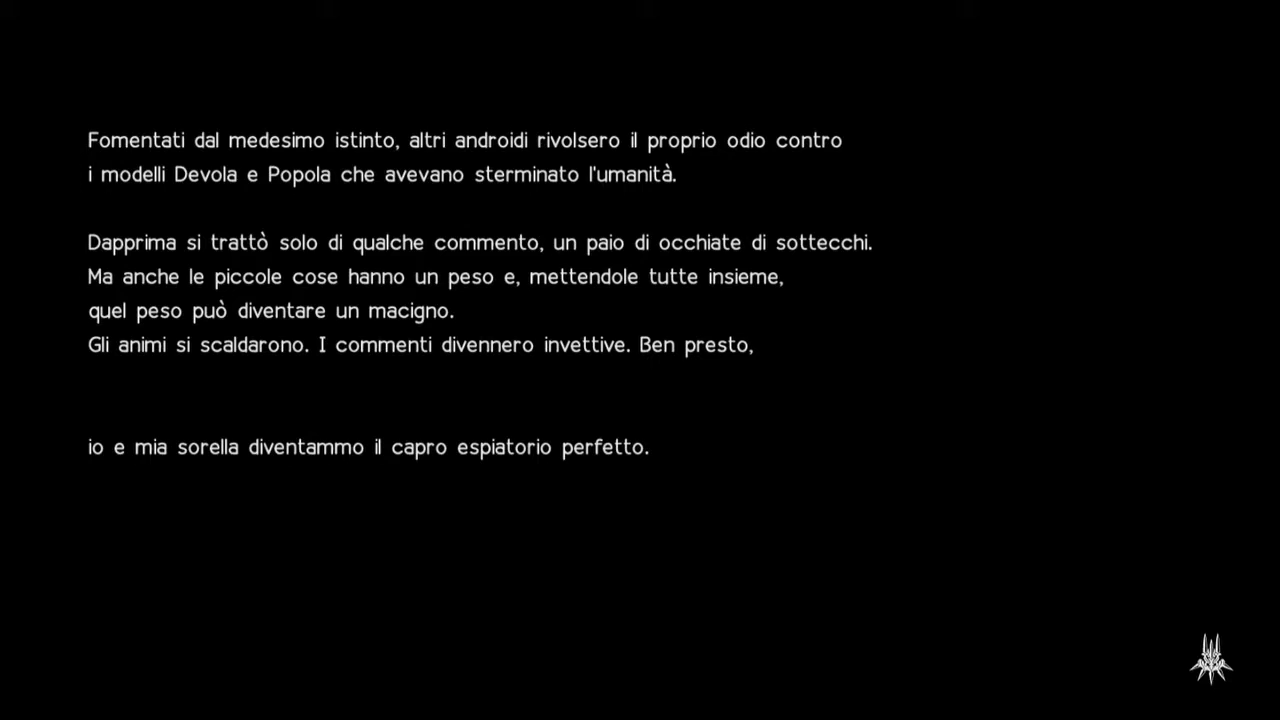 Fomentati dal medesimo istinto, altri androidi rivolsero il proprio odio contro
i modelli Devola e Popola che avevano sterminato l'umanità.
Dapprima si trattò solo di qualche commento, un paio di occhiate di sottecchi.
Ma anche le piccole cose hanno un peso e, mettendole tutte insieme,
quel peso può diventare un macigno.
Gli animi si scaldarono. I commenti divennero invettive. Ben presto,
io e mia sorella diventammo il capro espiatorio perfetto.